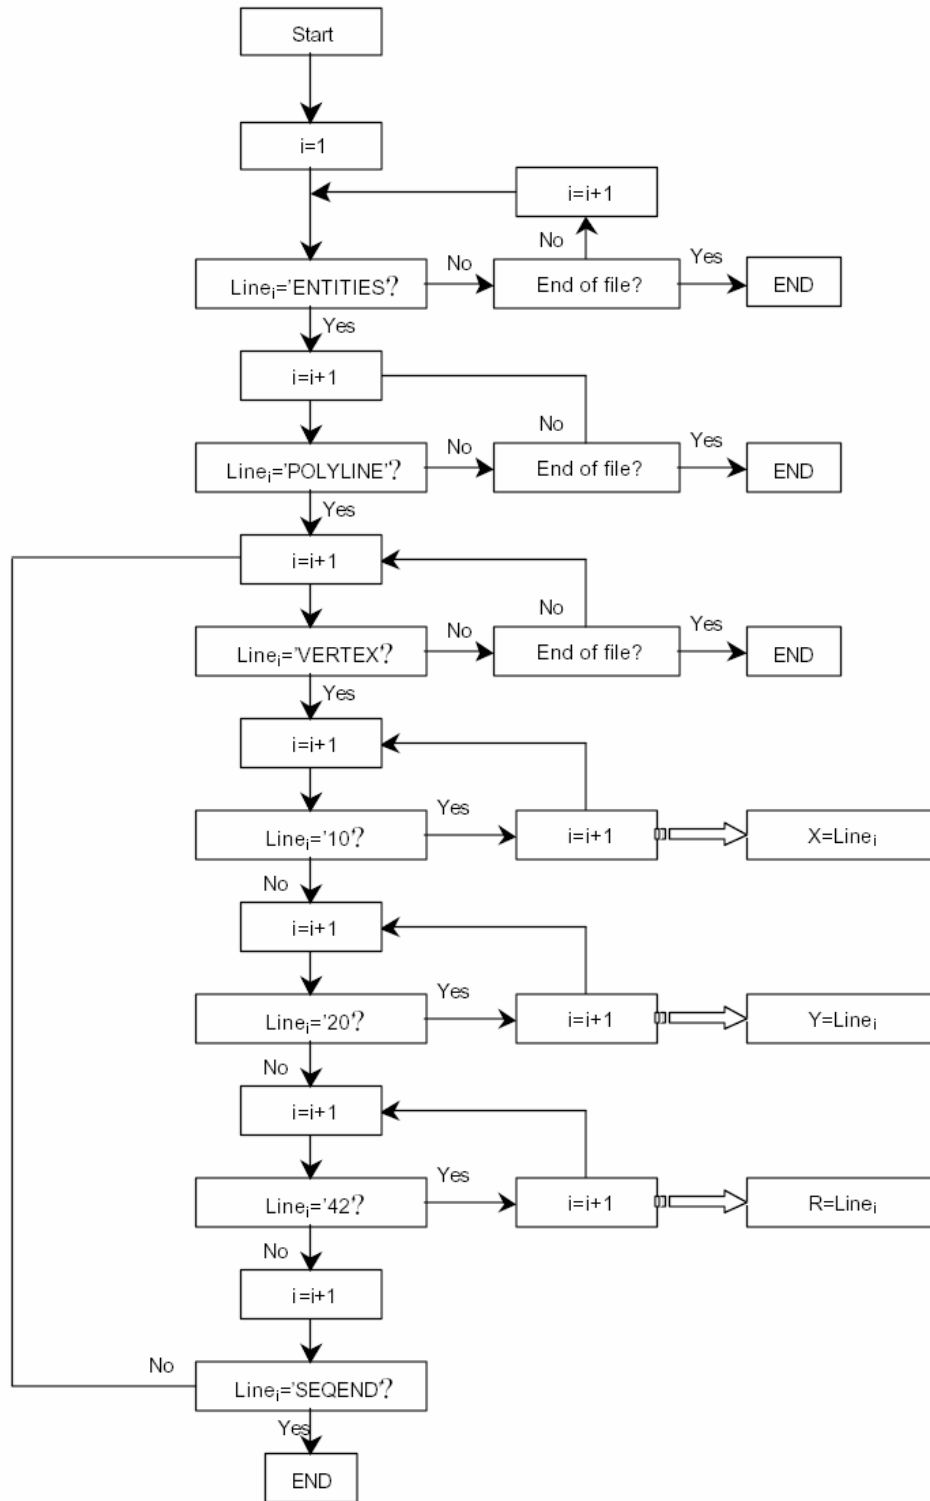 Start
i=1
i=i+1
No
Lineᵢ='ENTITIES?
No
End of file?
Yes
END
Yes
i=i+1
No
Lineᵢ='POLYLINE'?
No
End of file?
Yes
END
Yes
i=i+1
No
Lineᵢ='VERTEX?
No
End of file?
Yes
END
Yes
i=i+1
Lineᵢ='10?
Yes
i=i+1
X=Lineᵢ
No
i=i+1
Lineᵢ='20?
Yes
i=i+1
Y=Lineᵢ
No
i=i+1
Lineᵢ='42?
Yes
i=i+1
R=Lineᵢ
No
i=i+1
No
Lineᵢ='SEQEND?
Yes
END